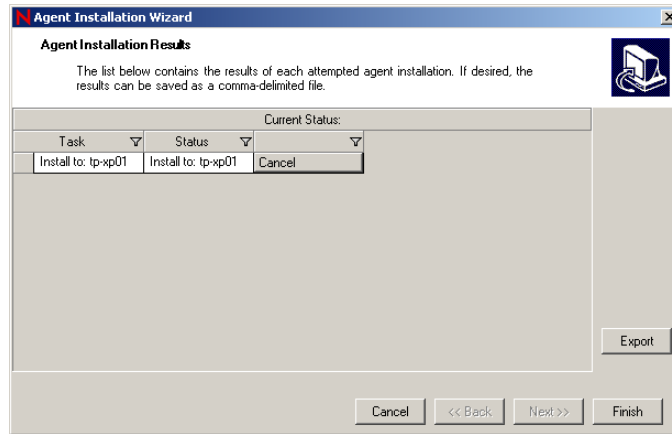 Agent Installation Wizard
Agent Installation Results
The list below contains the results of each attempted agent installation. If desired, the
results can be saved as a comma-delimited file.
Current Status:
Task Status
Install to: tp-xp01 Install to: tp-xp01 Cancel
Export
Cancel << Back Next >> Finish